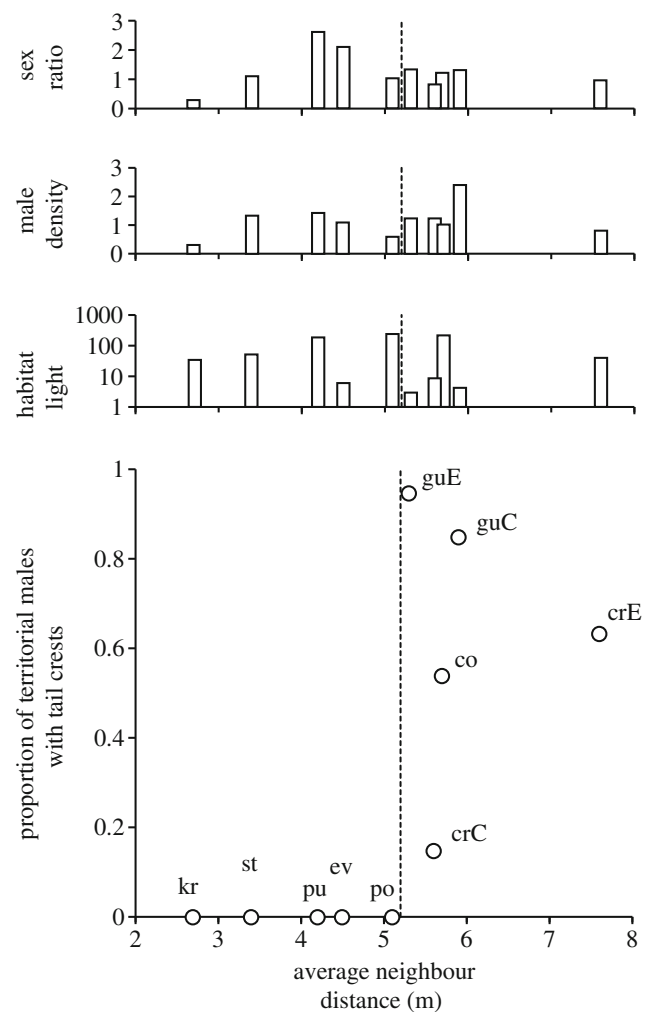 sex
ratio
3
2
1
0
male
density
3
2
1
0
habitat
light
1000
100
10
1
proportion of territorial males
with tail crests
1
0.8
0.6
0.4
0.2
0
guE
guC
crE
co
crC
st
ev
kr
pu
po
2 3 4 5 6 7 8
average neighbour
distance (m)